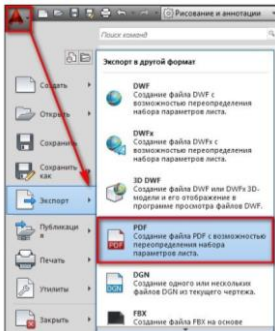 Рисование и аннотации
Поиск команд
Экспорт в другой формат
Создать
Открыть
Сохранить
Сохранить
как
Экспорт
Публикаци
я
Печать
Утилиты
Закрыть
DWF
Создание файла DWF с
возможностью переопределения
набора параметров листа.
DWFx
Создание файла DWFx с
возможностью переопределения
набора параметров листа.
3D DWF
Создание файла DWF или DWFx 3D-
модели и его отображение в
программе просмотра файлов DWF.
PDF
PDF
Создание файла PDF с возможностью
переопределения набора
параметров листа.
DGN
DGN
Создание одного или нескольких
файлов DGN из текущего чертежа.
FBX
Создание файла FBX на основе